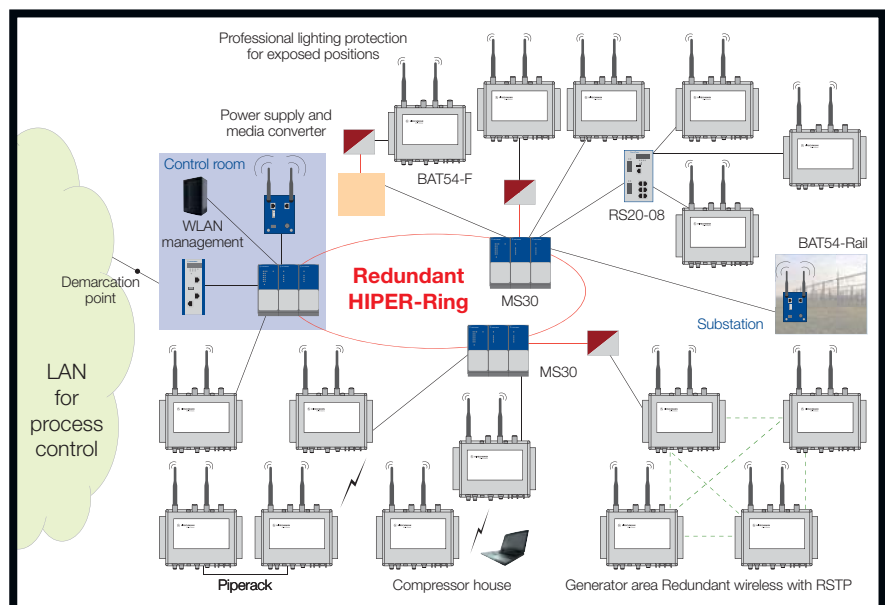 Professional lighting protection
for exposed positions
Power supply and
media converter
BAT54-F
Control room
WLAN
management
RS20-08
BAT54-Rail
Demarcation
point
Redundant
HIPER-Ring
MS30
Substation
MS30
LAN
for
process
control
Piperack
Compressor house
Generator area Redundant wireless with RSTP